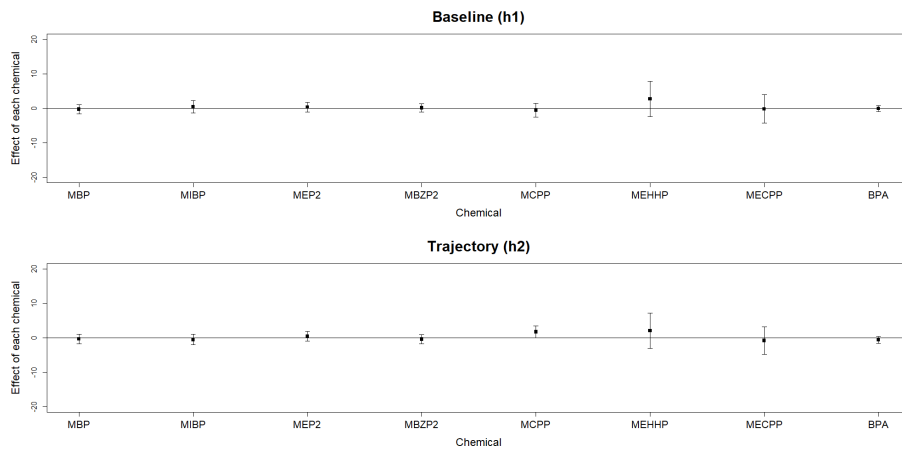 Baseline (h1)
Effect of each chemical
20
10
0
-10
-20
MBP MIBP MEP2 MBZP2 MCPP MEHHP MECPP BPA
Chemical
Trajectory (h2)
Effect of each chemical
20
10
0
-10
-20
MBP MIBP MEP2 MBZP2 MCPP MEHHP MECPP BPA
Chemical